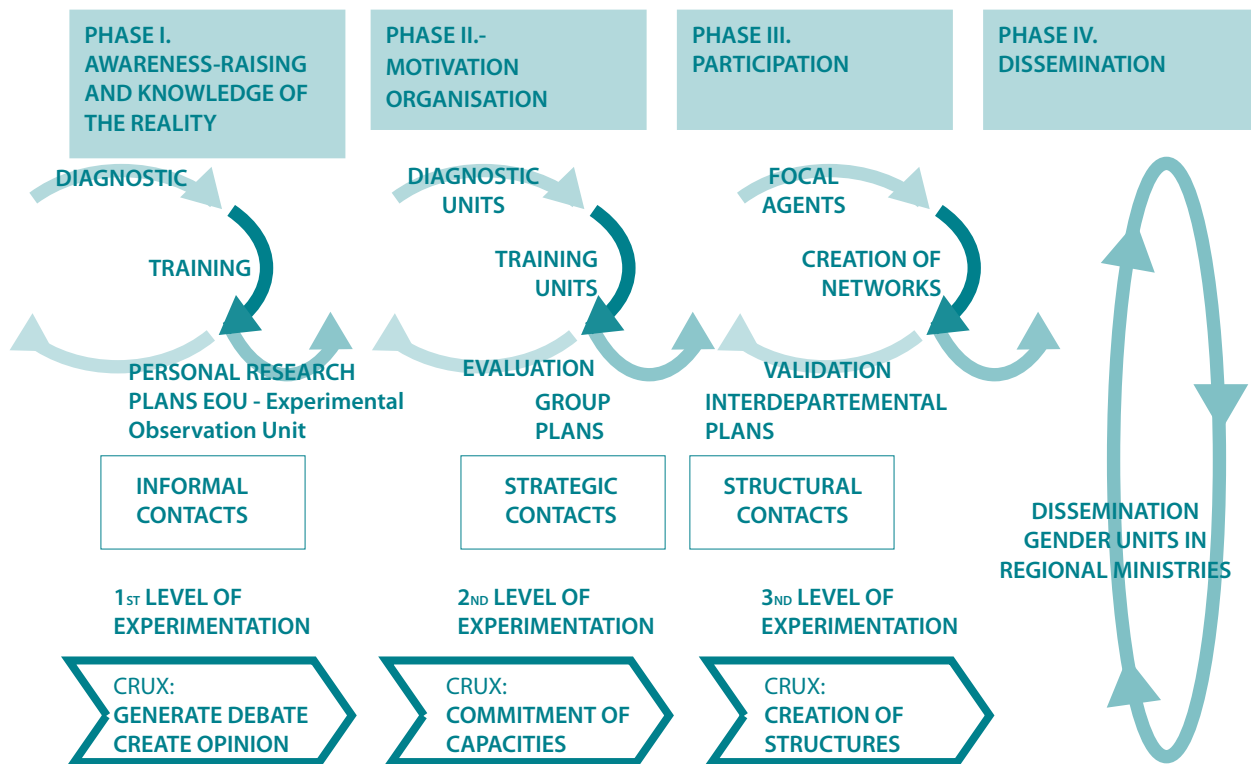 PHASE I.
AWARENESS-RAISING
AND KNOWLEDGE OF
THE REALITY
PHASE II.-
MOTIVATION
ORGANISATION
PHASE III.
PARTICIPATION
PHASE IV.
DISSEMINATION
DIAGNOSTIC
TRAINING
PERSONAL RESEARCH
PLANS EOU - Experimental
Observation Unit
DIAGNOSTIC
UNITS
TRAINING
UNITS
EVALUATION
GROUP
PLANS
FOCAL
AGENTS
CREATION OF
NETWORKS
VALIDATION
INTERDEPARTEMENTAL
PLANS
INFORMAL
CONTACTS
STRATEGIC
CONTACTS
STRUCTURAL
CONTACTS
DISSEMINATION
GENDER UNITS IN
REGIONAL MINISTRIES
1ST LEVEL OF
EXPERIMENTATION
2ND LEVEL OF
EXPERIMENTATION
3ND LEVEL OF
EXPERIMENTATION
CRUX:
GENERATE DEBATE
CREATE OPINION
CRUX:
COMMITMENT OF
CAPACITIES
CRUX:
CREATION OF
STRUCTURES